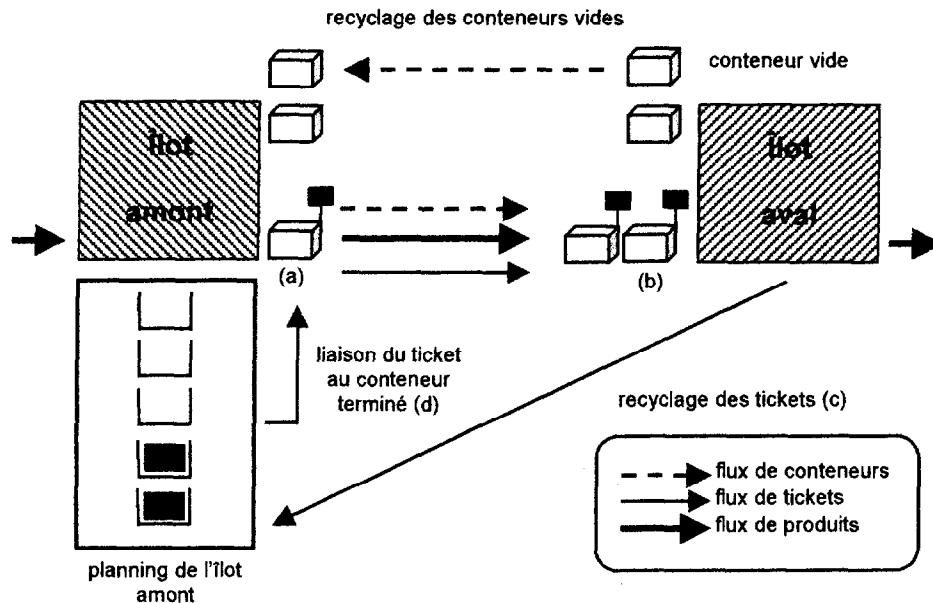 recyclage des conteneurs vides
conteneur vide
îlot
amont
îlot
aval
(a)
(b)
liaison du ticket
au conteneur
terminé (d)
recyclage des tickets (c)
flux de conteneurs
flux de tickets
flux de produits
planning de l'îlot
amont